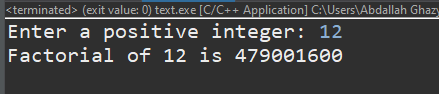 <terminated> (exit value: 0) text.exe [C/C++ Application] C:\Users\Abdallah Ghazy
Enter a positive integer: 12
Factorial of 12 is 479001600